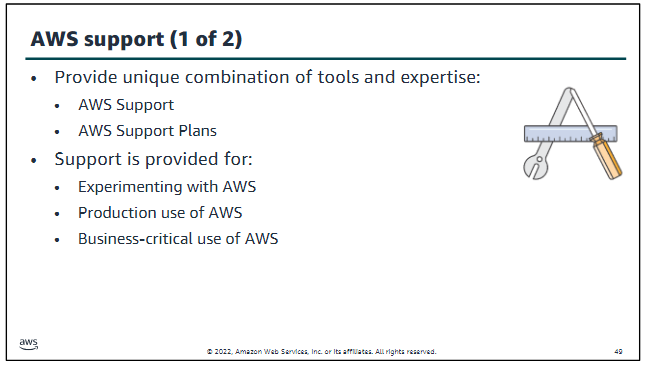 AWS support (1 of 2)
• Provide unique combination of tools and expertise:
• AWS Support
• AWS Support Plans
• Support is provided for:
• Experimenting with AWS
• Production use of AWS
• Business-critical use of AWS
aws
© 2022, Amazon Web Services, Inc. or its affiliates. All rights reserved.
49